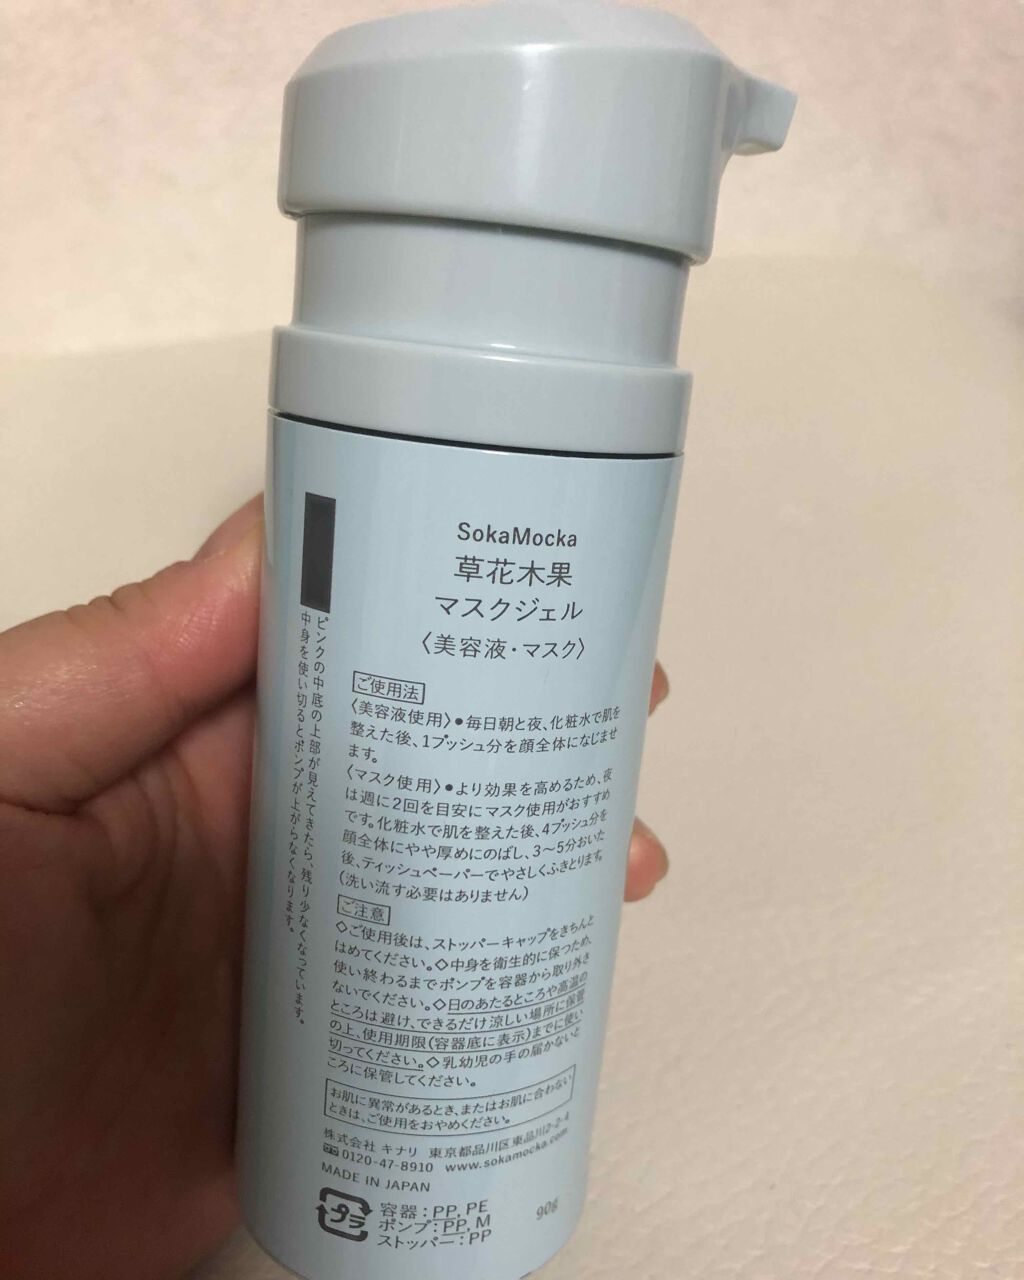 SokaMocka
草花木果
マスクジェル
〈美容液・マスク〉
ご使用法
〈美容液使用〉●毎日朝と夜、化粧水で肌を
整えた後、1プッシュ分を顔全体になじませ
ます。
〈マスク使用〉●より効果を高めるため、夜
は週に2回を目安にマスク使用がおすすめ
です。化粧水で肌を整えた後、4プッシュ分を
顔全体にやや厚めにのばし、3〜5分おいた
後、ティッシュペーパーでやさしくふきとります。
(洗い流す必要はありません)
ご注意
◇ご使用後は、ストッパーキャップをきちんと
はめてください。◇中身を衛生的に保つため、
使い終わるまでポンプを容器から取り外さ
ないでください。◇日のあたるところや高温の
ところは避け、できるだけ涼しい場所に保管
の上、使用期限(容器底に表示)までに使い
切ってください。◇乳幼児の手の届かないと
ころに保管してください。
お肌に異常があるとき、またはお肌に合わない
ときは、ご使用をおやめください。
株式会社 キナリ 東京都品川区東品川2-2-4
0120-47-8910 www.sokamocka.com
MADE IN JAPAN
プラ
容器:PP, PE
ポンプ:PP, M
ストッパー:PP
90g
ピンクの中底の上部が見えてきたら、残り少なくなっています。
中身を使い切るとポンプが上がらなくなります。